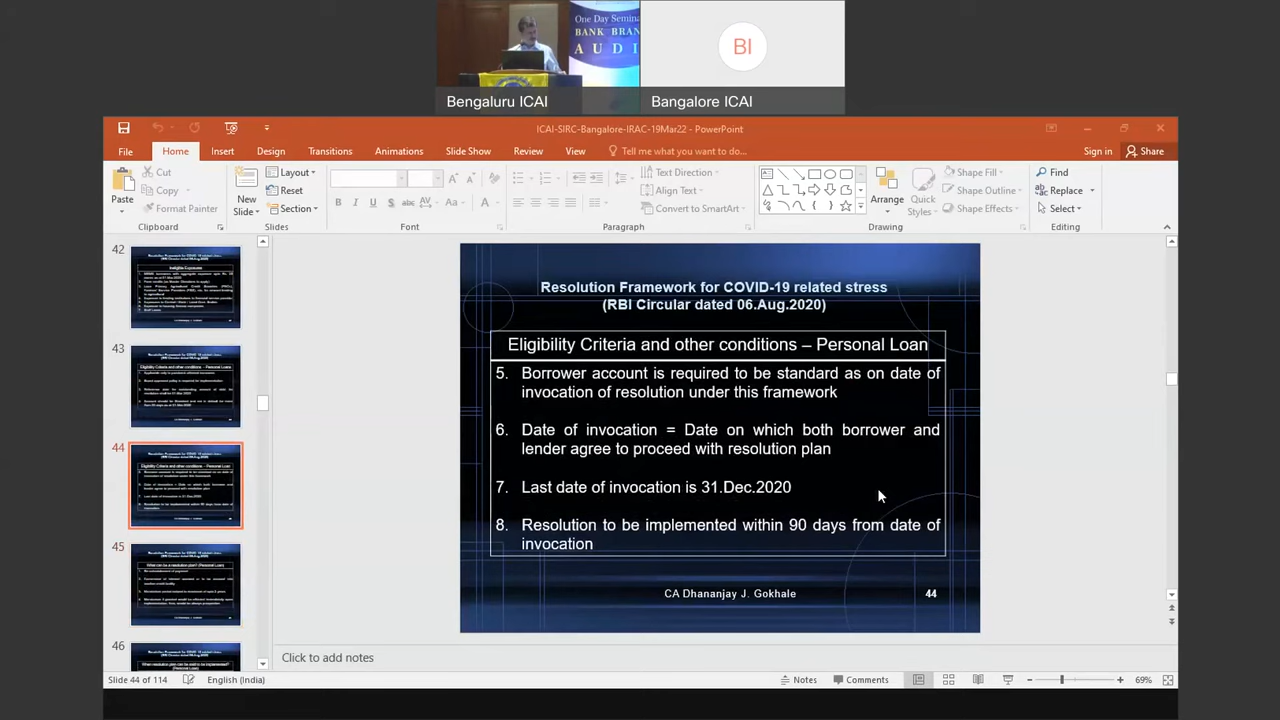 One Day Semina
BANK BRAN
AUDI
BI
Bengaluru ICAI
Bangalore ICAI
ICAI-SIRC-Bangalore-IRAC-19Mar22 - PowerPoint
File Home Insert Design Transitions Animations Slide Show Review View Tell me what you want to do... Sign in Share
Paste
Cut
Copy
Format Painter
Clipboard
New Slide
Layout
Reset
Section
Slides
Font
Text Direction
Align Text
Convert to SmartArt
Paragraph
Arrange
Quick Styles
Shape Fill
Shape Outline
Shape Effects
Drawing
Find
Replace
Select
Editing
42
43
44
45
46
Resolution Framework for COVID-19 related Stress
(RBI Circular dated 06.Aug.2020)
Eligibility Criteria and other conditions – Personal Loan
5. Borrower account is required to be standard as on date of
invocation of resolution under this framework
6. Date of invocation = Date on which both borrower and
lender agree to proceed with resolution plan
7. Last date of invocation is 31.Dec.2020
8. Resolution to be implemented within 90 days from date of
invocation
CA Dhananjay J. Gokhale
44
Click to add notes
Slide 44 of 114 English (India) Notes Comments 69%